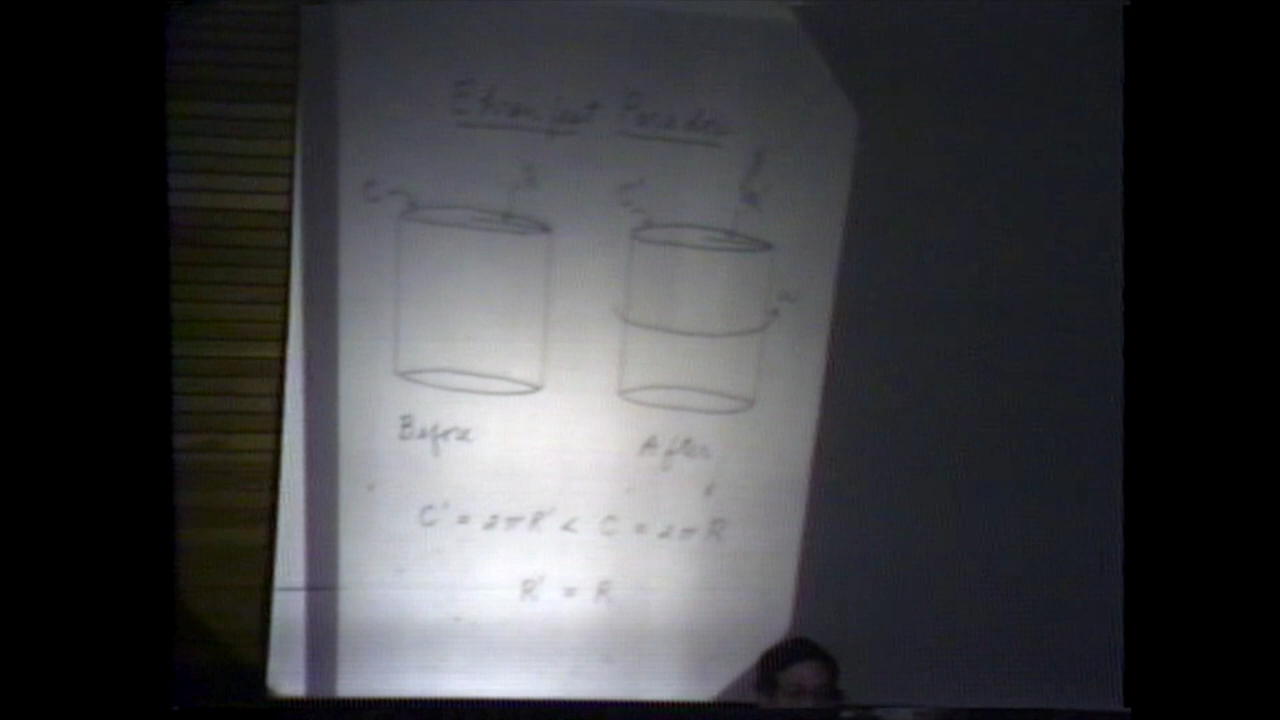 Ehrenfest Paradox
C R C' R'
ω
Before After
C' = 2πR' < C = 2πR
R' = R